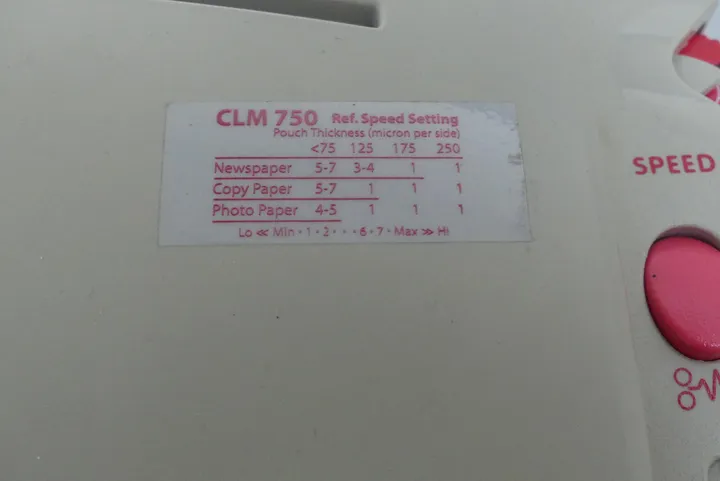 CLM 750 Ref. Speed Setting
Pouch Thickness (micron per side)
<75 125 175 250
Newspaper 5-7 3-4 1 1
Copy Paper 5-7 1 1 1
Photo Paper 4-5 1 1 1
Lo << Min • 1 • 2 • • • 6 • 7 • Max >> Hi
SPEED